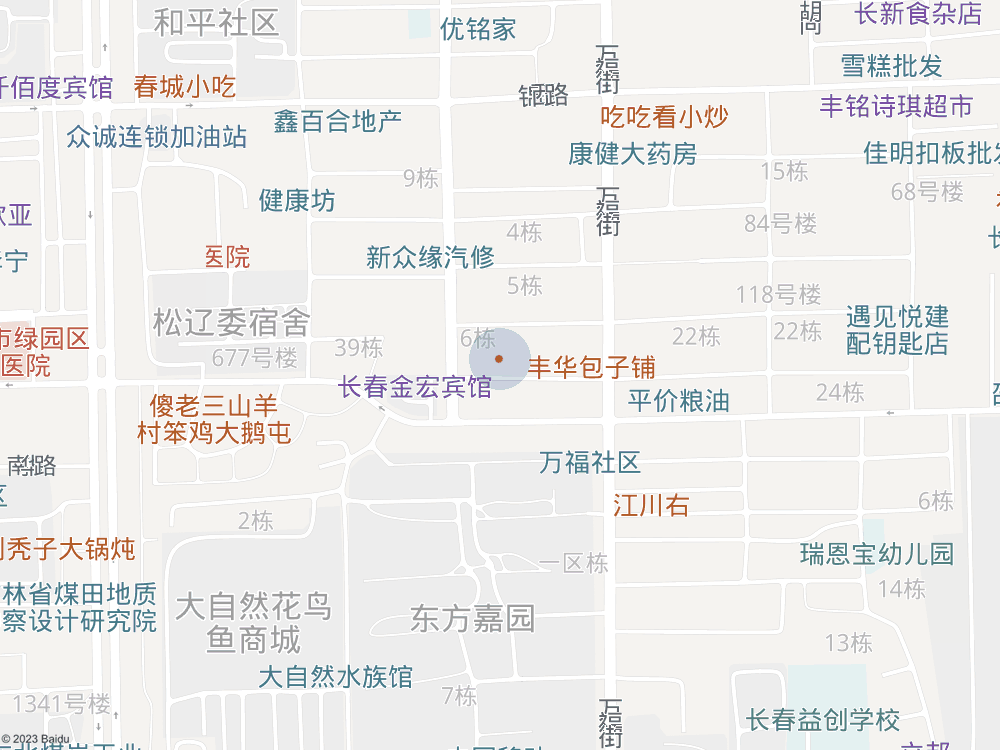 和平社区
优铭家
胡同
长新食杂店
雪糕批发
万福街
仟佰度宾馆
春城小吃
锦西路
丰铭诗琪超市
鑫百合地产
吃吃看小炒
众诚连锁加油站
康健大药房
佳明扣板批发
15栋
9栋
68号楼
健康坊
万福街
84号楼
4栋
新众缘汽修
医院
5栋
118号楼
松辽委宿舍
遇见悦建
配钥匙店
市绿园区
医院
677号楼
39栋
6栋
22栋
22栋
丰华包子铺
长春金宏宾馆
24栋
平价粮油
傻老三山羊
村笨鸡大鹅屯
万福社区
区
江川右
6栋
2栋
秃子大锅炖
一区栋
瑞恩宝幼儿园
14栋
林省煤田地质
察设计研究院
大自然花鸟
鱼商城
东方嘉园
13栋
大自然水族馆
7栋
1341号楼
万福街
长春益创学校
© 2023 Baidu